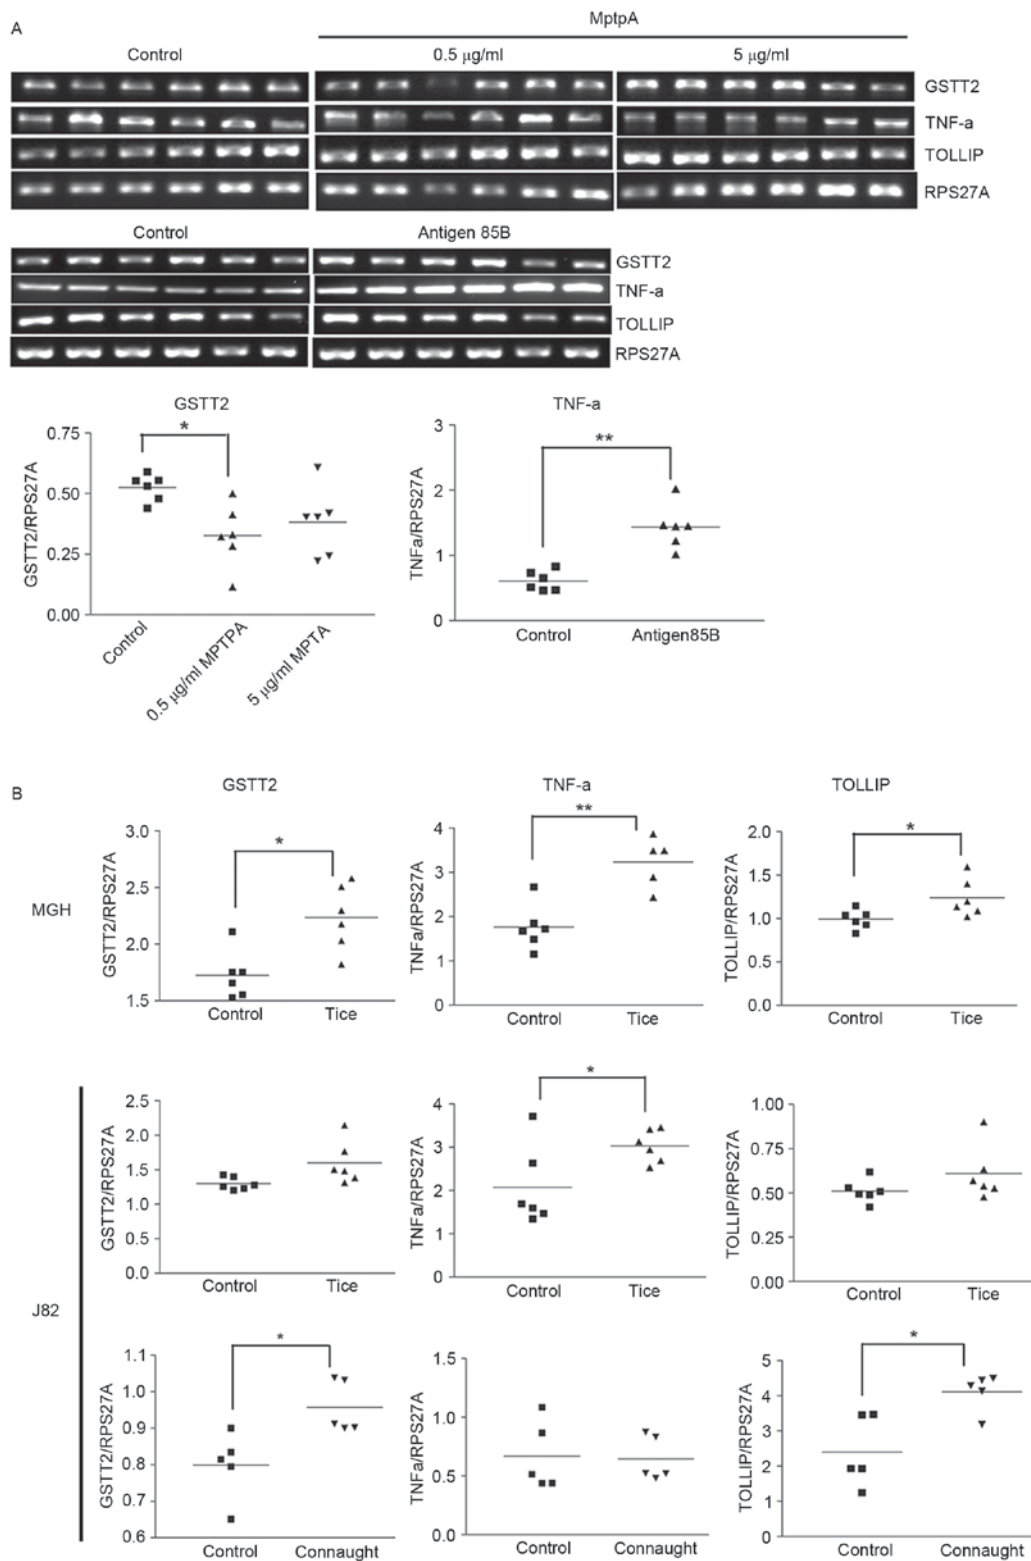 A
MptpA
Control
0.5 µg/ml
5 µg/ml
GSTT2
TNF-a
TOLLIP
RPS27A
Control
Antigen 85B
GSTT2
TNF-a
TOLLIP
RPS27A
GSTT2
GSTT2/RPS27A
0.75
0.50
0.25
0.00
*
Control
0.5 µg/ml MPTPA
5 µg/ml MPTA
TNF-a
TNFa/RPS27A
3
2
1
0
**
Control
Antigen85B
B
MGH
GSTT2
GSTT2/RPS27A
3.0
2.5
2.0
1.5
*
Control
Tice
TNF-a
TNFa/RPS27A
4
3
2
1
0
**
Control
Tice
TOLLIP
TOLLIP/RPS27A
2.0
1.5
1.0
0.5
0.0
*
Control
Tice
J82
GSTT2/RPS27A
2.5
2.0
1.5
1.0
0.5
0.0
Control
Tice
TNFa/RPS27A
4
3
2
1
0
*
Control
Tice
TOLLIP/RPS27A
1.00
0.75
0.50
0.25
0.00
Control
Tice
GSTT2/RPS27A
1.1
1.0
0.9
0.8
0.7
0.6
*
Control
Connaught
TNFa/RPS27A
1.5
1.0
0.5
0.0
Control
Connaught
TOLLIP/RPS27A
5
4
3
2
1
0
*
Control
Connaught